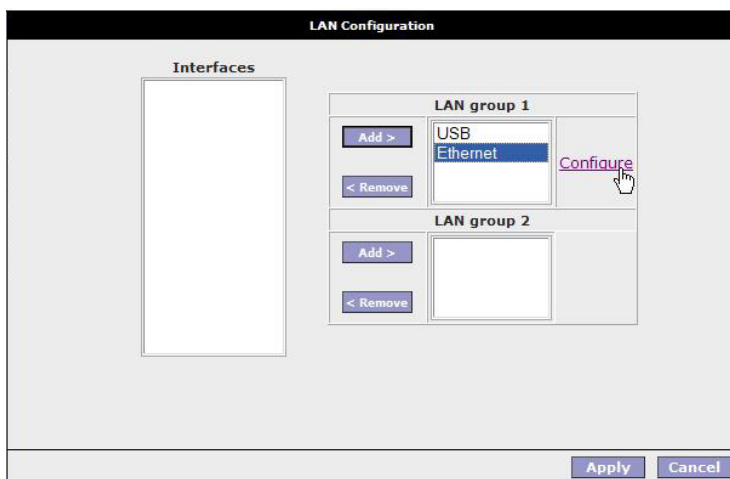 LAN Configuration
Interfaces
LAN group 1
Add >
USB
Ethernet
Configure
< Remove
LAN group 2
Add >
< Remove
Apply
Cancel